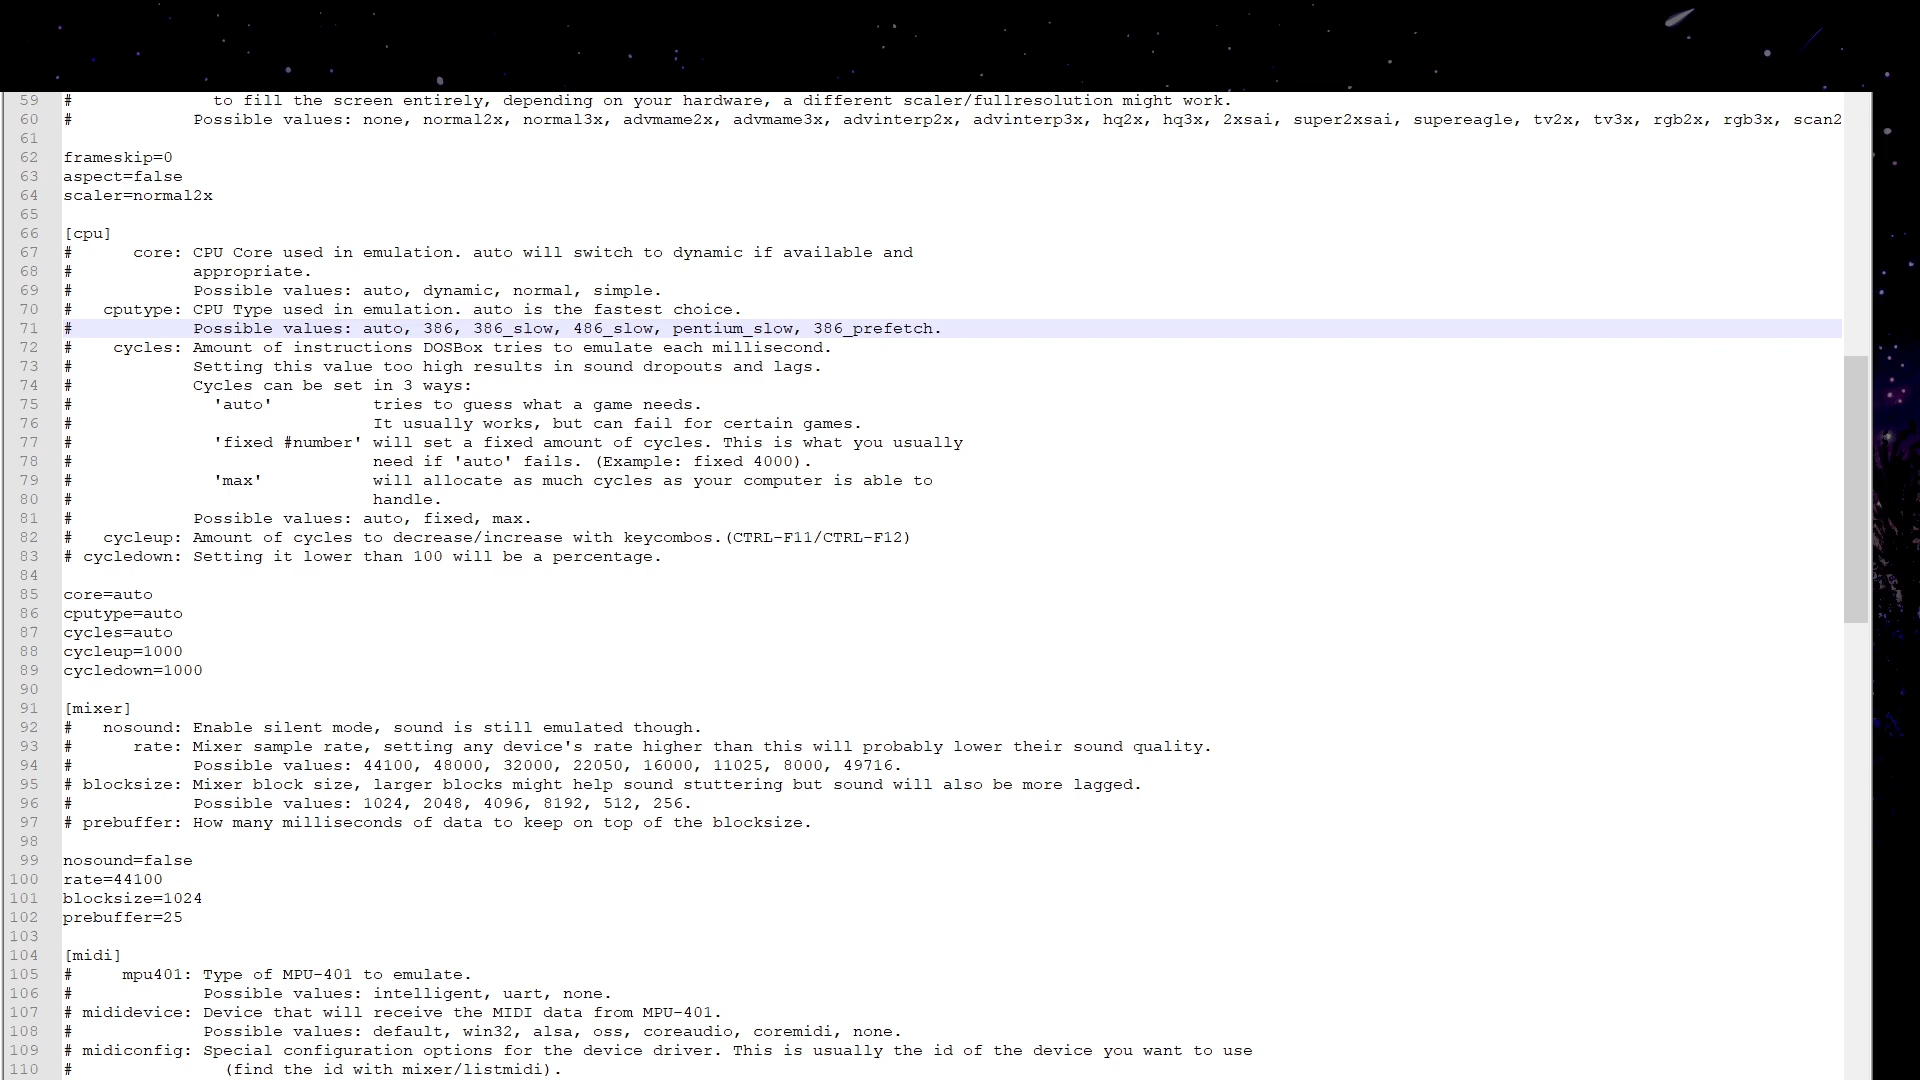 59 # to fill the screen entirely, depending on your hardware, a different scaler/fullresolution might work.
60 # Possible values: none, normal2x, normal3x, advmame2x, advmame3x, advinterp2x, advinterp3x, hq2x, hq3x, 2xsai, super2xsai, supereagle, tv2x, tv3x, rgb2x, rgb3x, scan2
61
62 frameskip=0
63 aspect=false
64 scaler=normal2x
65
66 [cpu]
67 # core: CPU Core used in emulation. auto will switch to dynamic if available and
68 # appropriate.
69 # Possible values: auto, dynamic, normal, simple.
70 # cputype: CPU Type used in emulation. auto is the fastest choice.
71 # Possible values: auto, 386, 386_slow, 486_slow, pentium_slow, 386_prefetch.
72 # cycles: Amount of instructions DOSBox tries to emulate each millisecond.
73 # Setting this value too high results in sound dropouts and lags.
74 # Cycles can be set in 3 ways:
75 # 'auto' tries to guess what a game needs.
76 # It usually works, but can fail for certain games.
77 # 'fixed #number' will set a fixed amount of cycles. This is what you usually
78 # need if 'auto' fails. (Example: fixed 4000).
79 # 'max' will allocate as much cycles as your computer is able to
80 # handle.
81 # Possible values: auto, fixed, max.
82 # cycleup: Amount of cycles to decrease/increase with keycombos.(CTRL-F11/CTRL-F12)
83 # cycledown: Setting it lower than 100 will be a percentage.
84
85 core=auto
86 cputype=auto
87 cycles=auto
88 cycleup=1000
89 cycledown=1000
90
91 [mixer]
92 # nosound: Enable silent mode, sound is still emulated though.
93 # rate: Mixer sample rate, setting any device's rate higher than this will probably lower their sound quality.
94 # Possible values: 44100, 48000, 32000, 22050, 16000, 11025, 8000, 49716.
95 # blocksize: Mixer block size, larger blocks might help sound stuttering but sound will also be more lagged.
96 # Possible values: 1024, 2048, 4096, 8192, 512, 256.
97 # prebuffer: How many milliseconds of data to keep on top of the blocksize.
98
99 nosound=false
100 rate=44100
101 blocksize=1024
102 prebuffer=25
103
104 [midi]
105 # mpu401: Type of MPU-401 to emulate.
106 # Possible values: intelligent, uart, none.
107 # mididevice: Device that will receive the MIDI data from MPU-401.
108 # Possible values: default, win32, alsa, oss, coreaudio, coremidi, none.
109 # midiconfig: Special configuration options for the device driver. This is usually the id of the device you want to use
110 # (find the id with mixer/listmidi).